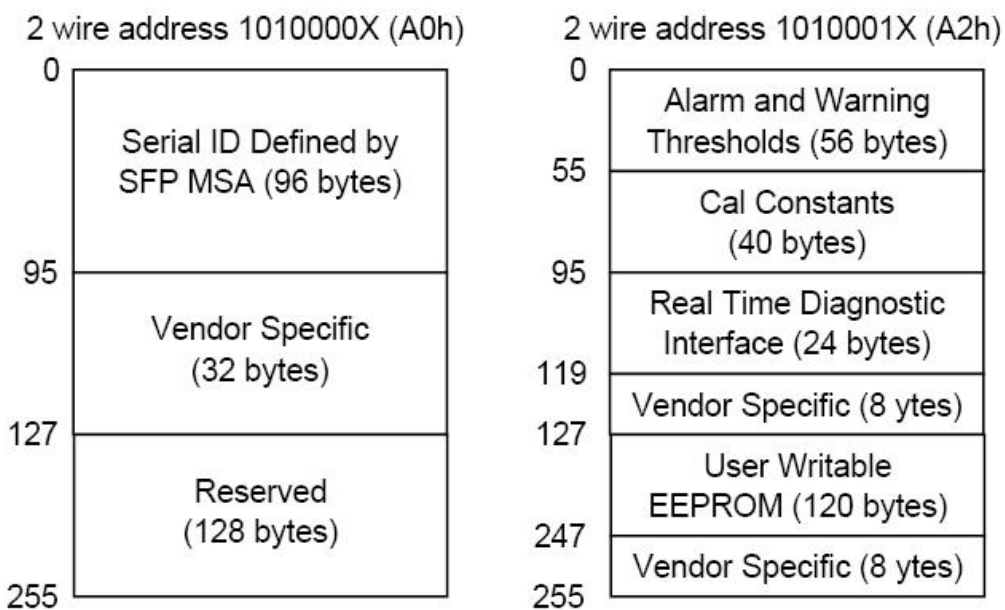 2 wire address 1010000X (A0h)
0
Serial ID Defined by
SFP MSA (96 bytes)
95
Vendor Specific
(32 bytes)
127
Reserved
(128 bytes)
255
2 wire address 1010001X (A2h)
0
Alarm and Warning
Thresholds (56 bytes)
55
Cal Constants
(40 bytes)
95
Real Time Diagnostic
Interface (24 bytes)
119
Vendor Specific (8 ytes)
127
User Writable
EEPROM (120 bytes)
247
Vendor Specific (8 ytes)
255